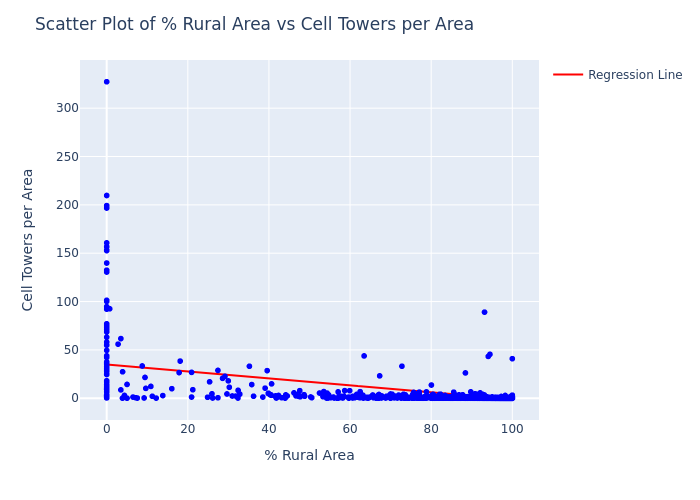 Scatter Plot of % Rural Area vs Cell Towers per Area
Regression Line
300
250
200
150
100
50
0
Cell Towers per Area
0 20 40 60 80 100
% Rural Area